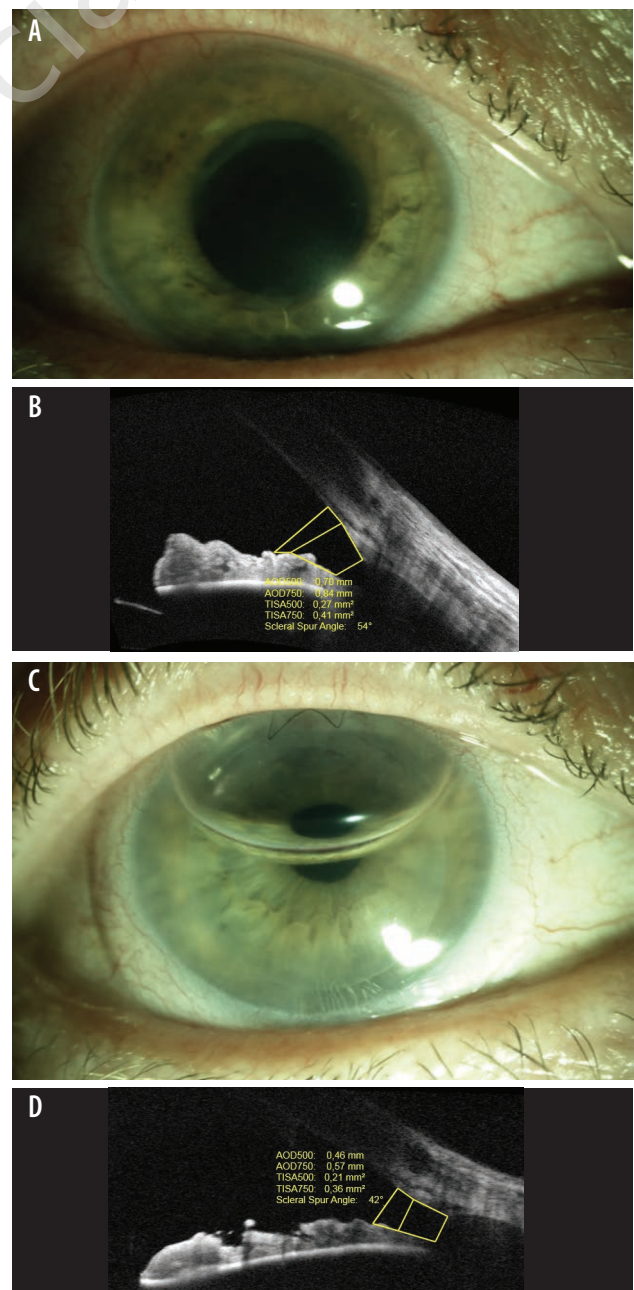 A
B
AOD500: 0,70 mm
AOD750: 0,84 mm
TISA500: 0,27 mm²
TISA750: 0,41 mm²
Scleral Spur Angle: 54°
C
D
AOD500: 0,46 mm
AOD750: 0,57 mm
TISA500: 0,21 mm²
TISA750: 0,36 mm²
Scleral Spur Angle: 42°